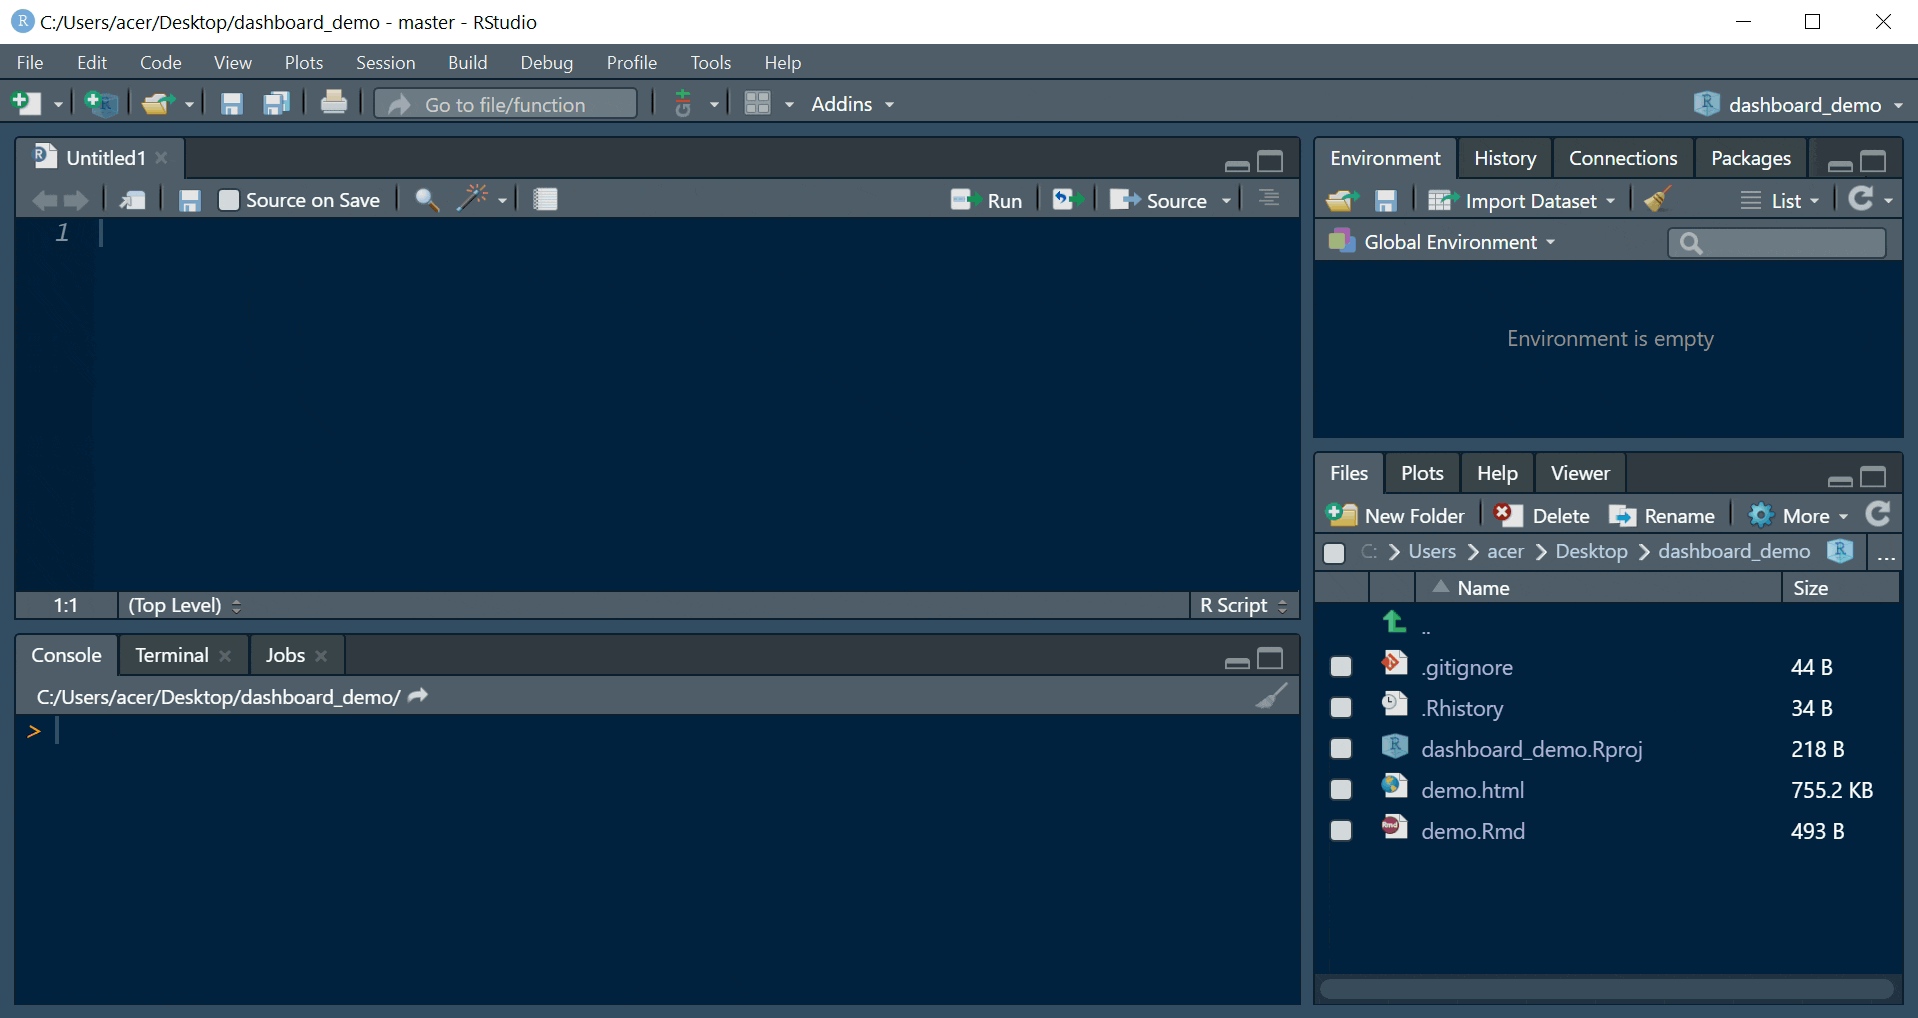 C:/Users/acer/Desktop/dashboard_demo - master - RStudio
File Edit Code View Plots Session Build Debug Profile Tools Help
Go to file/function Addins dashboard_demo
Untitled1
Source on Save Run Source
1
1:1 (Top Level) R Script
Console Terminal Jobs
C:/Users/acer/Desktop/dashboard_demo/
>
Environment History Connections Packages
Import Dataset List
Global Environment
Environment is empty
Files Plots Help Viewer
New Folder Delete Rename More
C: Users acer Desktop dashboard_demo ...
Name Size
..
.gitignore 44 B
.Rhistory 34 B
dashboard_demo.Rproj 218 B
demo.html 755.2 KB
demo.Rmd 493 B